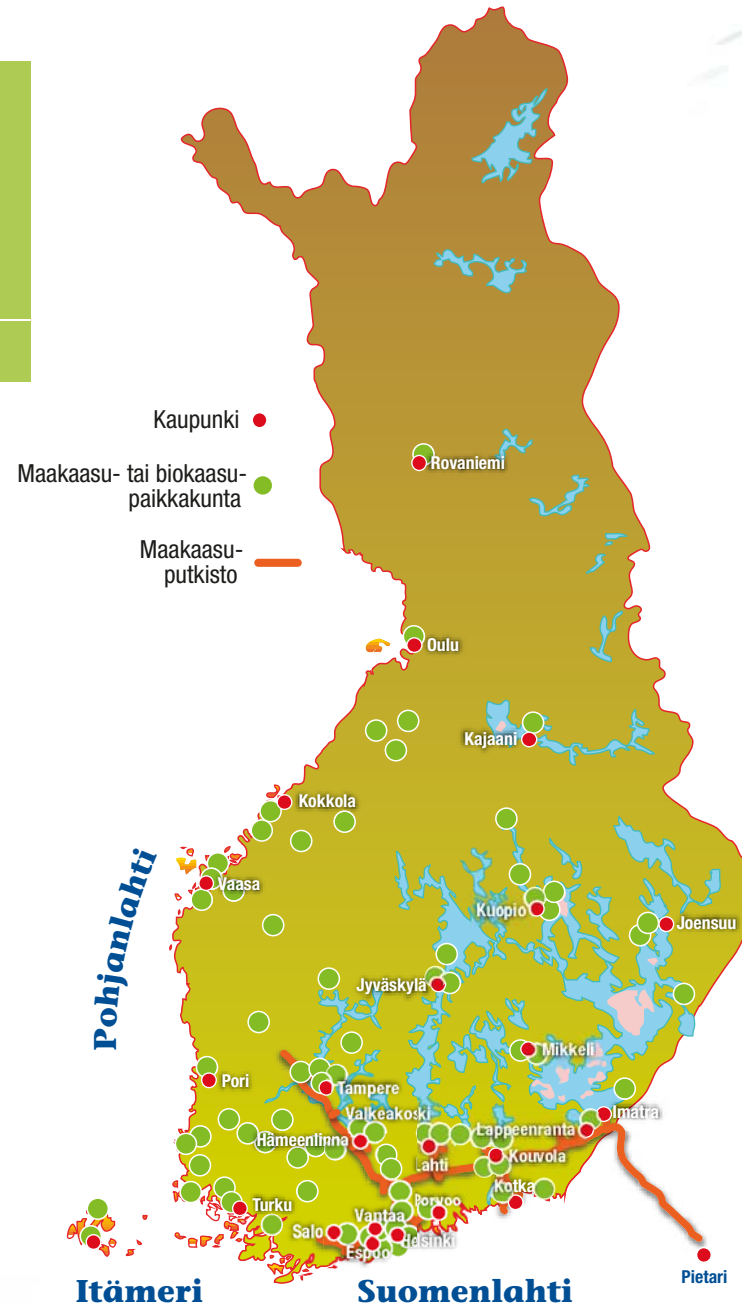 Kaupunki
Maakaasu- tai biokaasu-
paikkakunta
Maakaasu-
putkisto
Rovaniemi
Oulu
Kajaani
Kokkola
Pohjanlahti
Vaasa
Kuopio
Joensuu
Jyväskylä
Mikkeli
Pori
Tampere
Valkeakoski
Imatra
Hämeenlinna
Lappeenranta
Lahti
Kouvola
Kotka
Turku
Porvoo
Salo
Vantaa
Helsinki
Espoo
Pietari
Itämeri
Suomenlahti